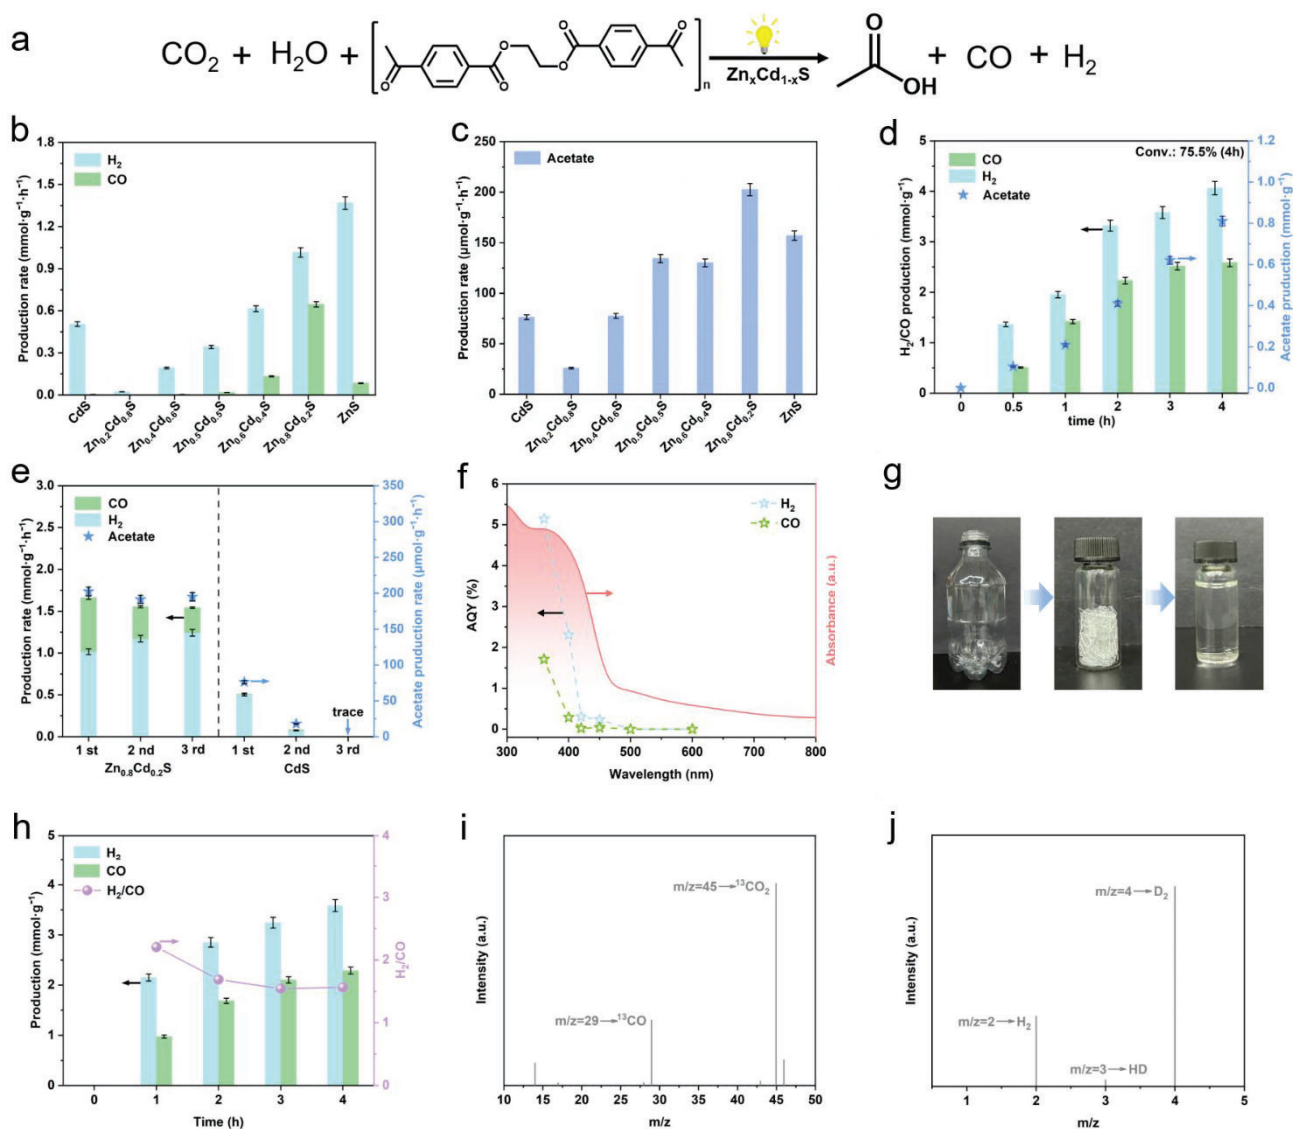 a
CO2 + H2O + [ ]n Zn_xCd_1-xS O OH + CO + H2
O O O O O O
b
H2
CO
Production rate (mmol·g⁻¹·h⁻¹)
1.8
1.5
1.2
0.9
0.6
0.3
0.0
CdS Zn0.2Cd0.8S Zn0.4Cd0.6S Zn0.5Cd0.5S Zn0.6Cd0.4S Zn0.8Cd0.2S ZnS
c
Acetate
Production rate (μmol·g⁻¹·h⁻¹)
250
200
150
100
75
50
25
0
CdS Zn0.2Cd0.8S Zn0.4Cd0.6S Zn0.5Cd0.5S Zn0.6Cd0.4S Zn0.8Cd0.2S ZnS
d
CO
H2
Acetate
Conv.: 75.5% (4h)
H2/CO production (mmol·g⁻¹)
5
4
3
2
1
0
0 0.5 1 2 3 4
time (h)
1.2
1.0
0.8
0.6
0.4
0.2
0.0
Acetate pruduction (mmol·g⁻¹)
e
CO
H2
Acetate
Production rate (mmol·g⁻¹·h⁻¹)
3.0
2.5
2.0
1.5
1.0
0.5
0.0
trace
1 st 2 nd 3 rd 1 st 2 nd 3 rd
Zn0.8Cd0.2S CdS
350
300
250
200
150
100
50
0
Acetate pruduction rate (μmol·g⁻¹·h⁻¹)
f
H2
CO
AQY (%)
6
5
4
3
2
1
0
300 400 500 600 700 800
Wavelength (nm)
Absorbance (a.u.)
g
h
H2
CO
H2/CO
Production (mmol·g⁻¹)
5
4
3
2
1
0
0 1 2 3 4
Time (h)
4
3
2
1
0
H2/CO
i
m/z=45→¹³CO2
m/z=29→¹³CO
Intensity (a.u.)
10 15 20 25 30 35 40 45 50
m/z
j
m/z=4→D2
m/z=2→H2
m/z=3→HD
Intensity (a.u.)
1 2 3 4 5
m/z